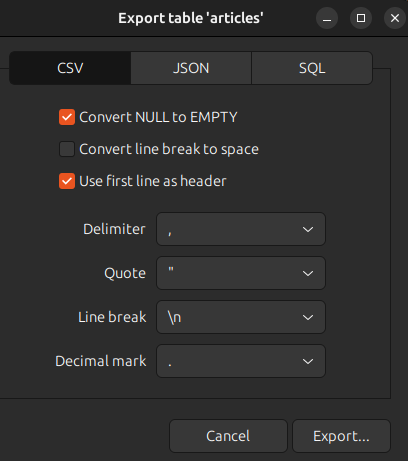 Export table 'articles'
CSV JSON SQL
Convert NULL to EMPTY
Convert line break to space
Use first line as header
Delimiter ,
Quote "
Line break \n
Decimal mark .
Cancel Export...